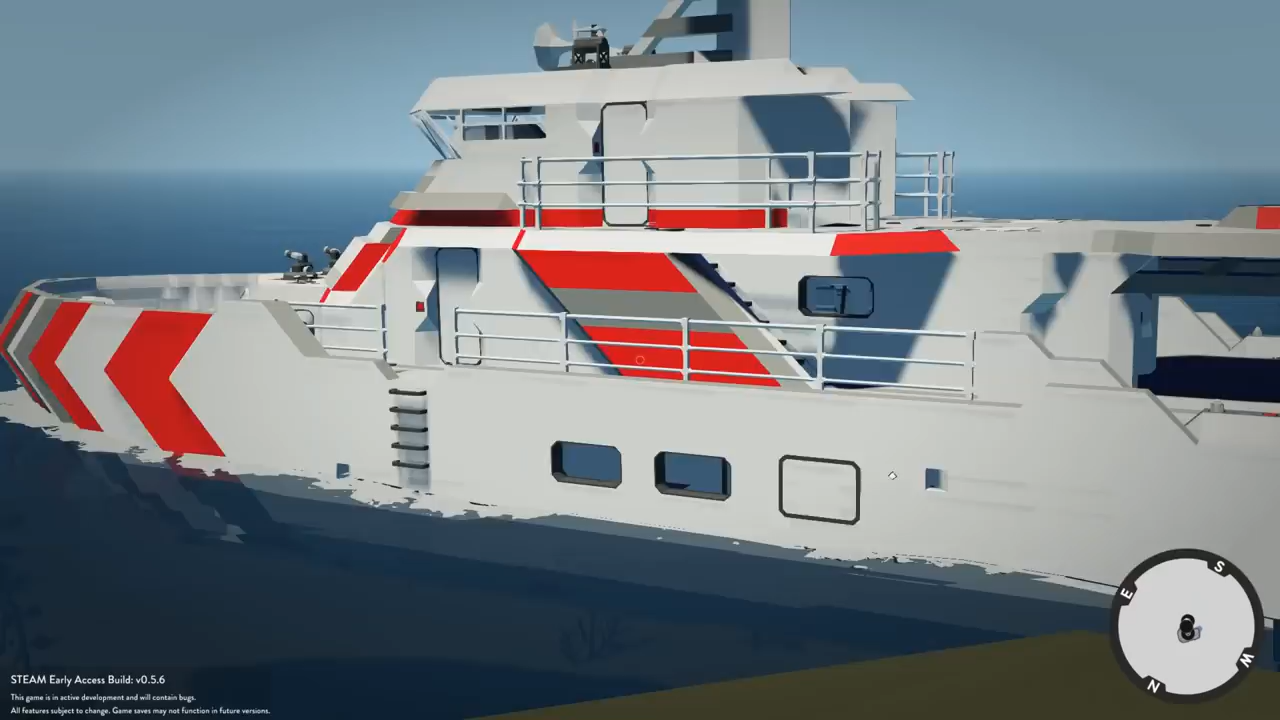 S
E
W
N
STEAM Early Access Build: v0.5.6
This game is in active development and will contain bugs.
All features subject to change. Game saves may not function in future versions.